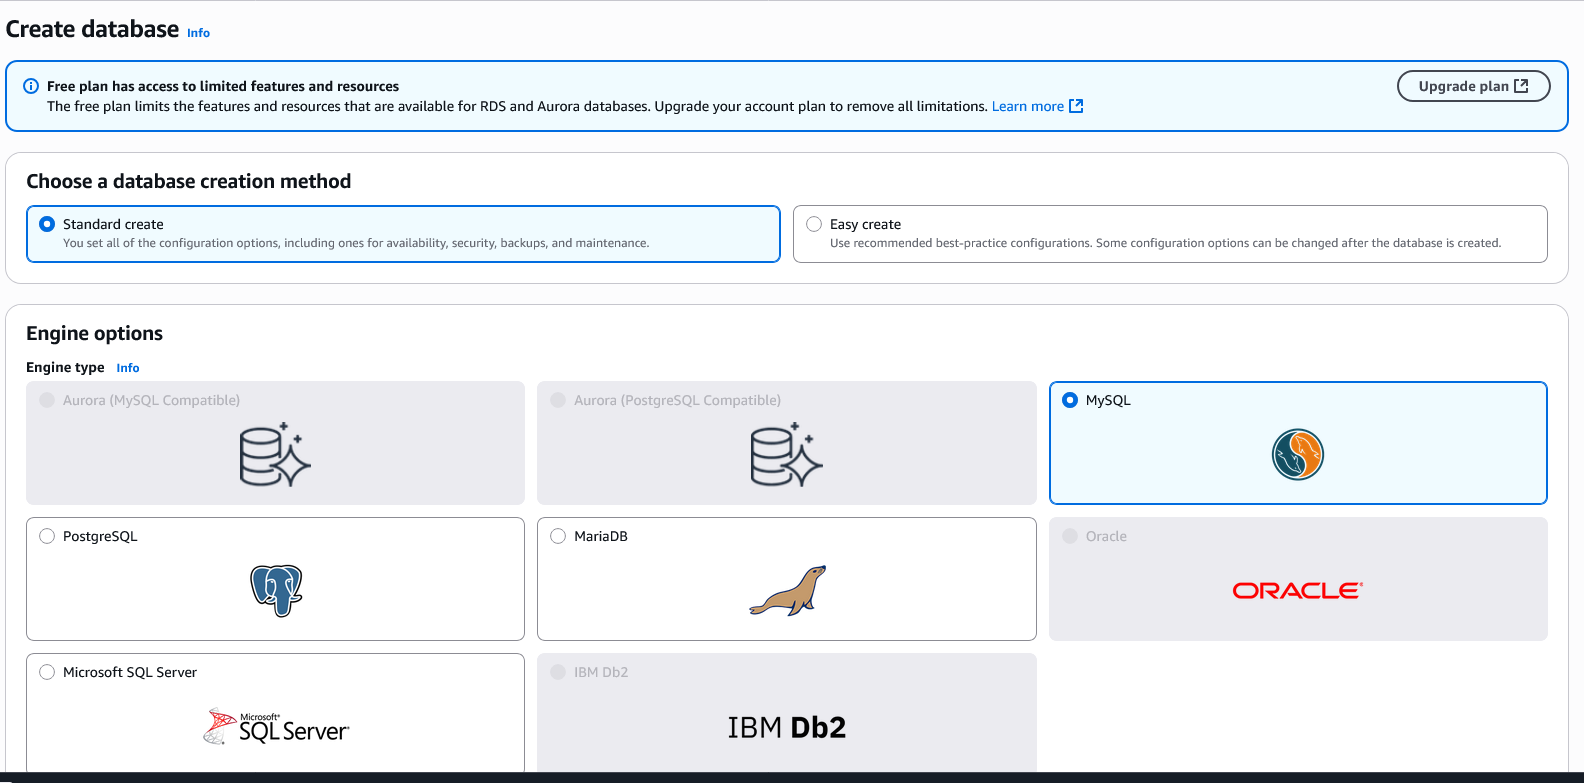 Create database Info
Free plan has access to limited features and resources
The free plan limits the features and resources that are available for RDS and Aurora databases. Upgrade your account plan to remove all limitations. Learn more
Upgrade plan
Choose a database creation method
Standard create
You set all of the configuration options, including ones for availability, security, backups, and maintenance.
Easy create
Use recommended best-practice configurations. Some configuration options can be changed after the database is created.
Engine options
Engine type Info
Aurora (MySQL Compatible)
Aurora (PostgreSQL Compatible)
MySQL
PostgreSQL
MariaDB
Oracle
ORACLE
Microsoft SQL Server
Microsoft
SQL Server
IBM Db2
IBM Db2